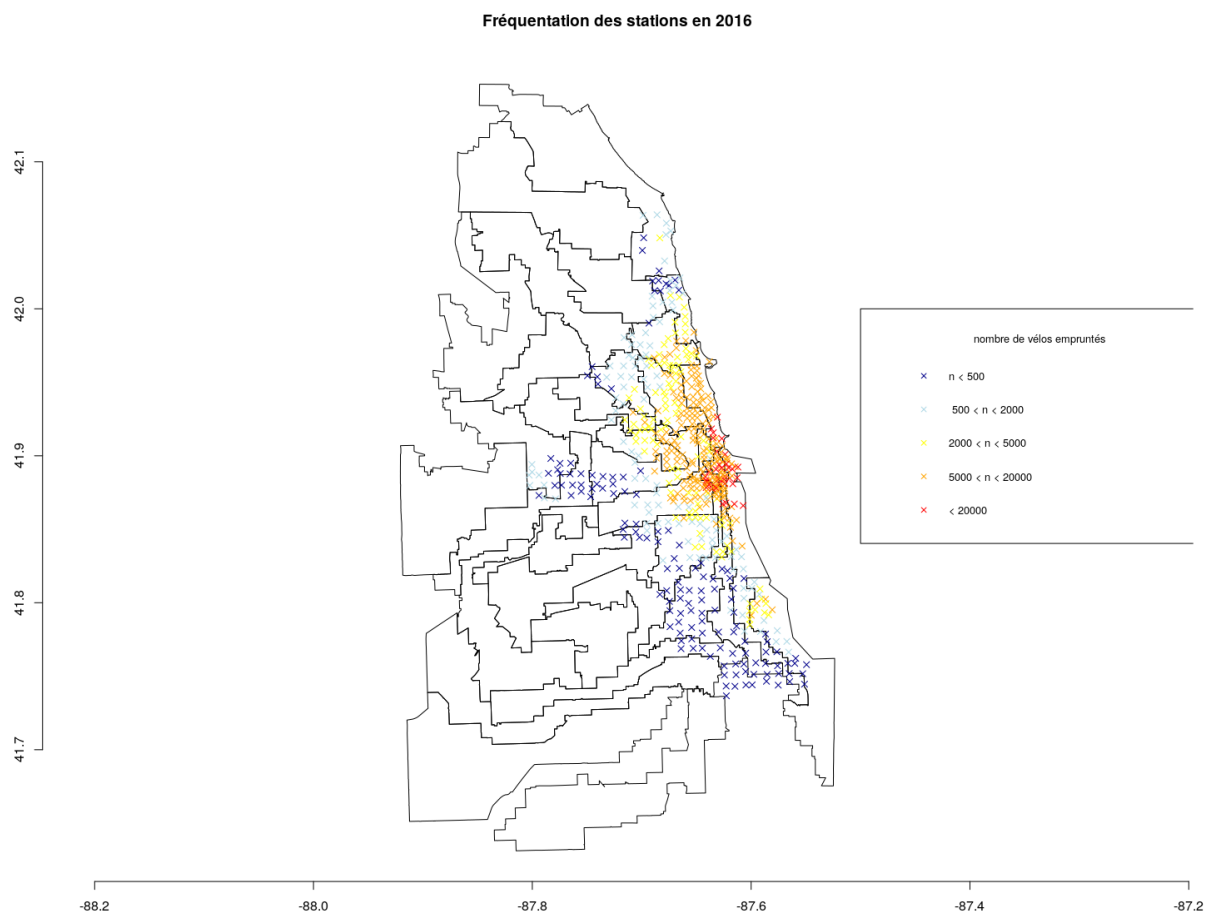 Fréquentation des stations en 2016
42.1
42.0
41.9
41.8
41.7
nombre de vélos empruntés
n < 500
500 < n < 2000
2000 < n < 5000
5000 < n < 20000
< 20000
-88.2
-88.0
-87.8
-87.6
-87.4
-87.2